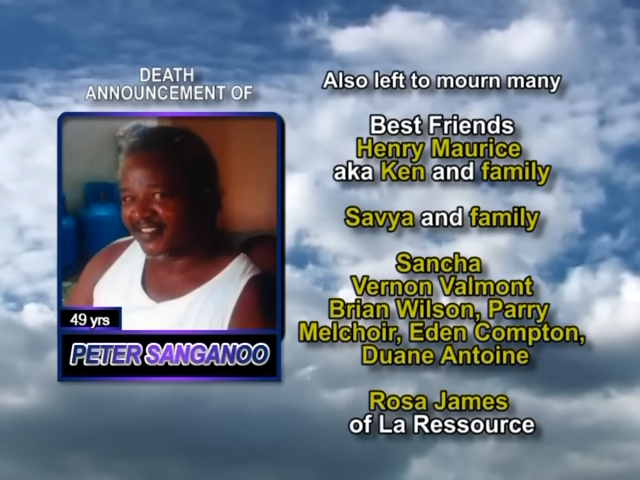 DEATH
ANNOUNCEMENT OF
49 yrs
PETER SANGANOO
Also left to mourn many
Best Friends
Henry Maurice
aka Ken and family
Savya and family
Sancha
Vernon Valmont
Brian Wilson, Parry
Melchoir, Eden Compton,
Duane Antoine
Rosa James
of La Ressource